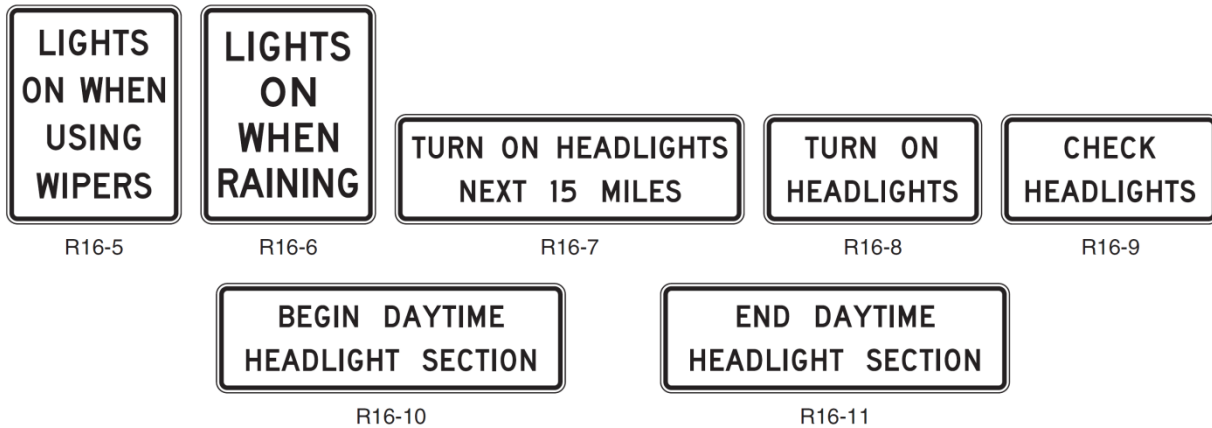 LIGHTS
ON WHEN
USING
WIPERS
R16-5
LIGHTS
ON
WHEN
RAINING
R16-6
TURN ON HEADLIGHTS
NEXT 15 MILES
R16-7
TURN ON
HEADLIGHTS
R16-8
CHECK
HEADLIGHTS
R16-9
BEGIN DAYTIME
HEADLIGHT SECTION
R16-10
END DAYTIME
HEADLIGHT SECTION
R16-11